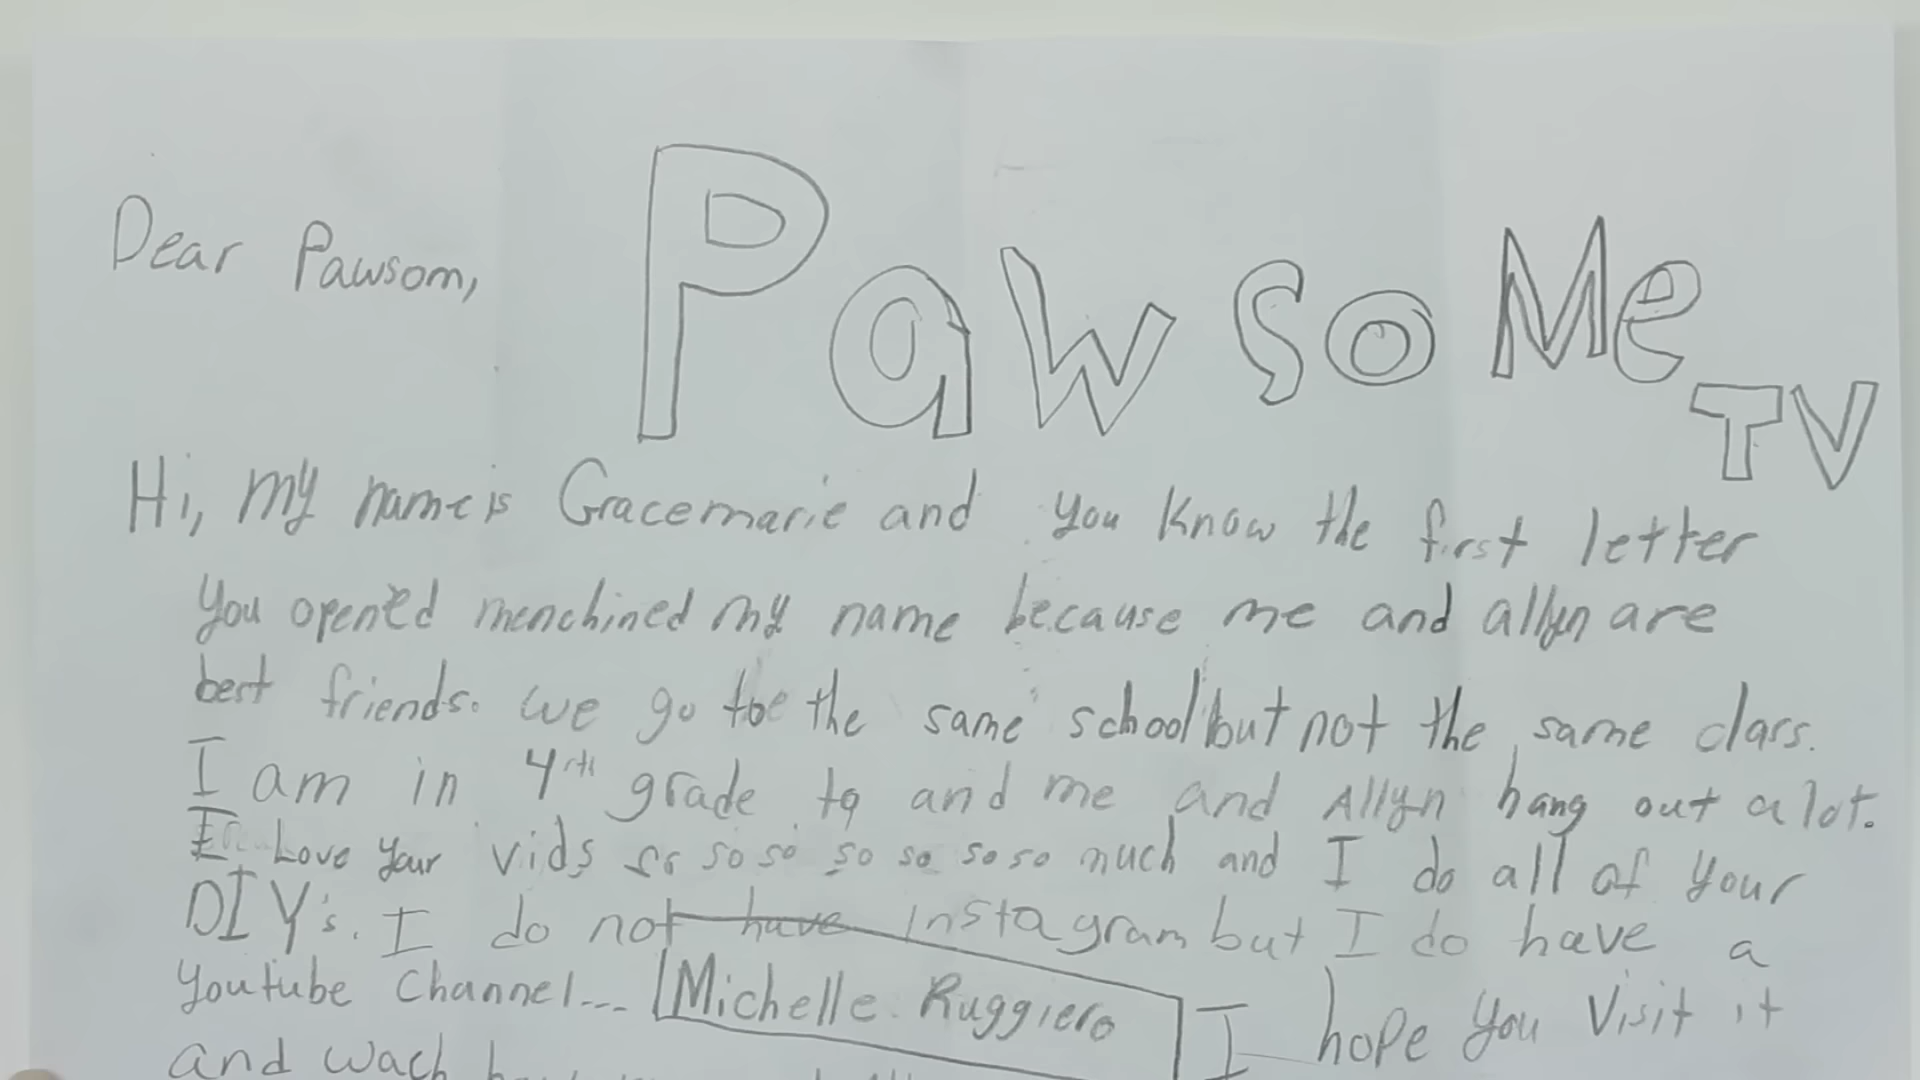 Dear Pawsom,
PawsoMe
TV
Hi, my name is Gracemarie and you know the first letter
you opened menchined my name because me and allyn are
best friends. we go to the same school but not the same class.
I am in 4rth grade to and me and Allyn hang out a lot.
I Love your vids so so so so so so so much and I do all of your
DIY's. I do not have instagram but I do have a
youtube channel... Michelle Ruggiero I hope you visit it
and wach